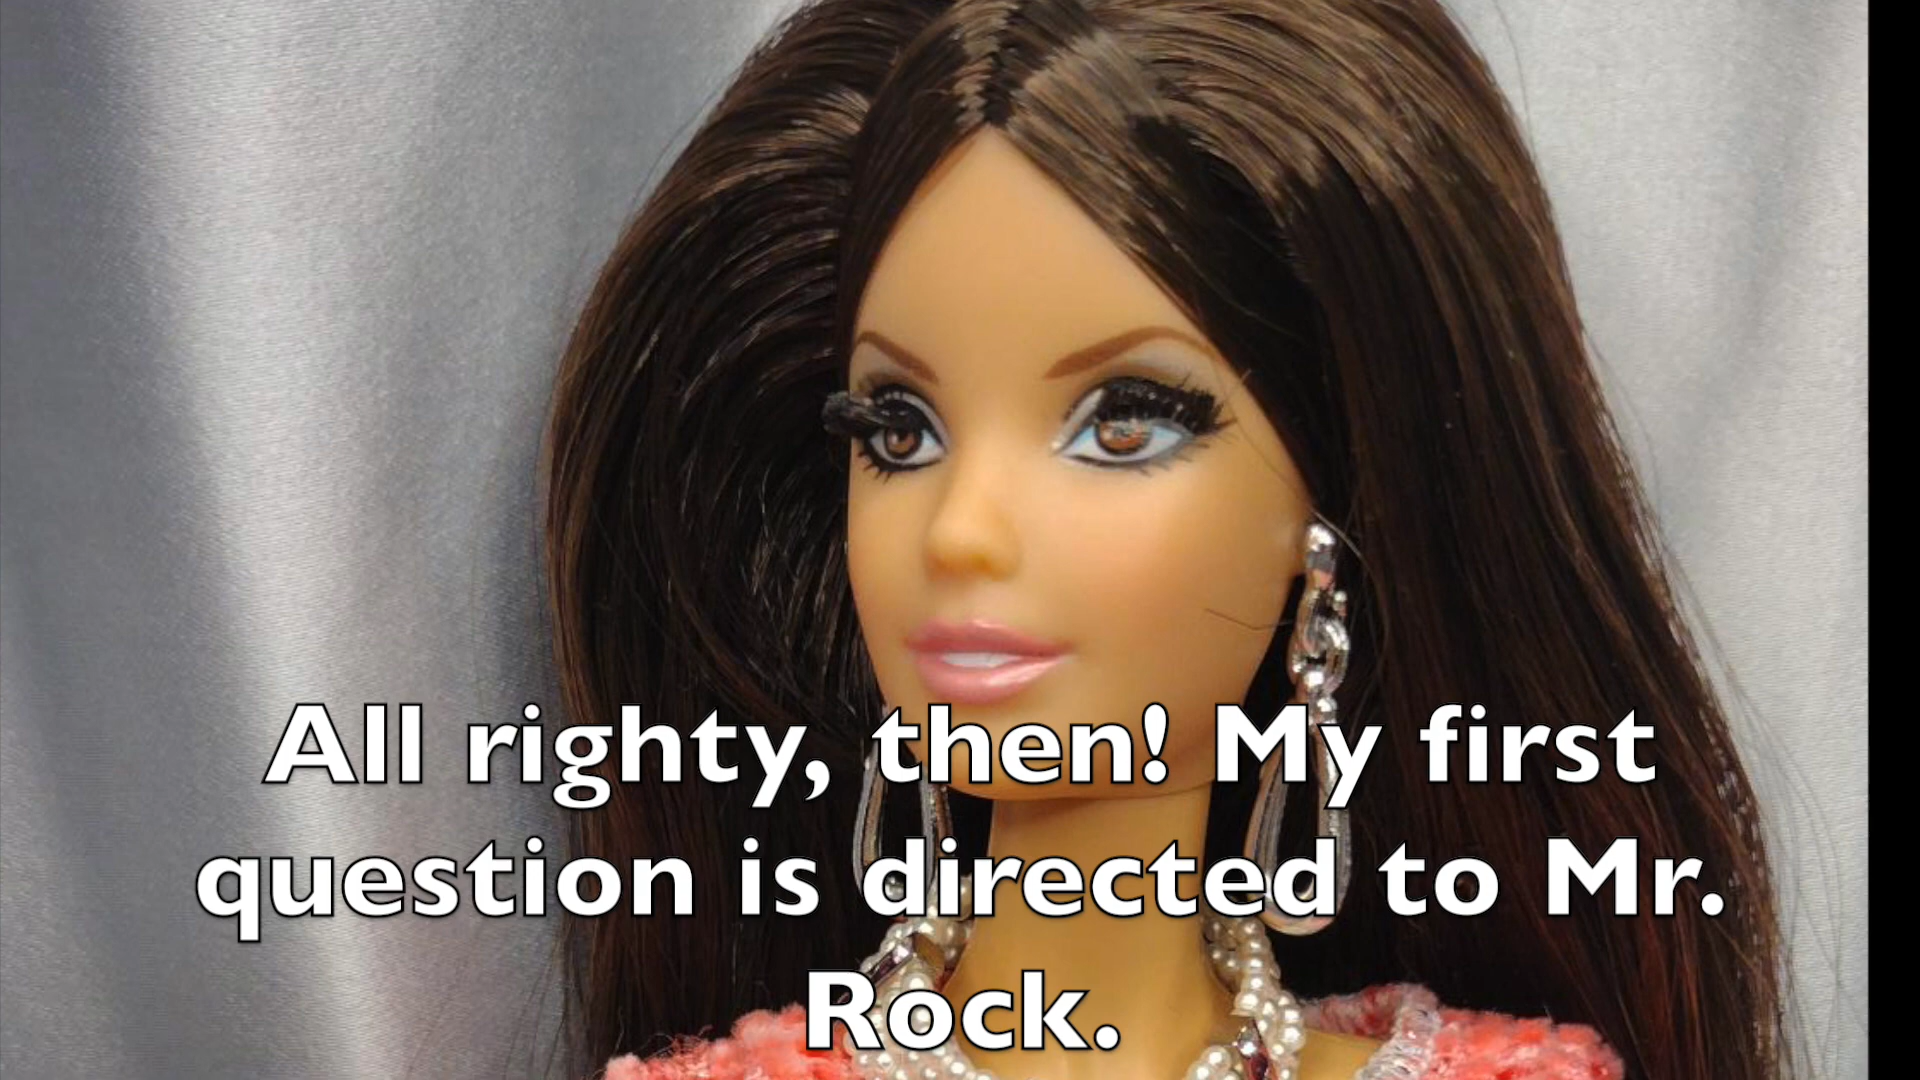 All righty, then! My first
question is directed to Mr.
Rock.